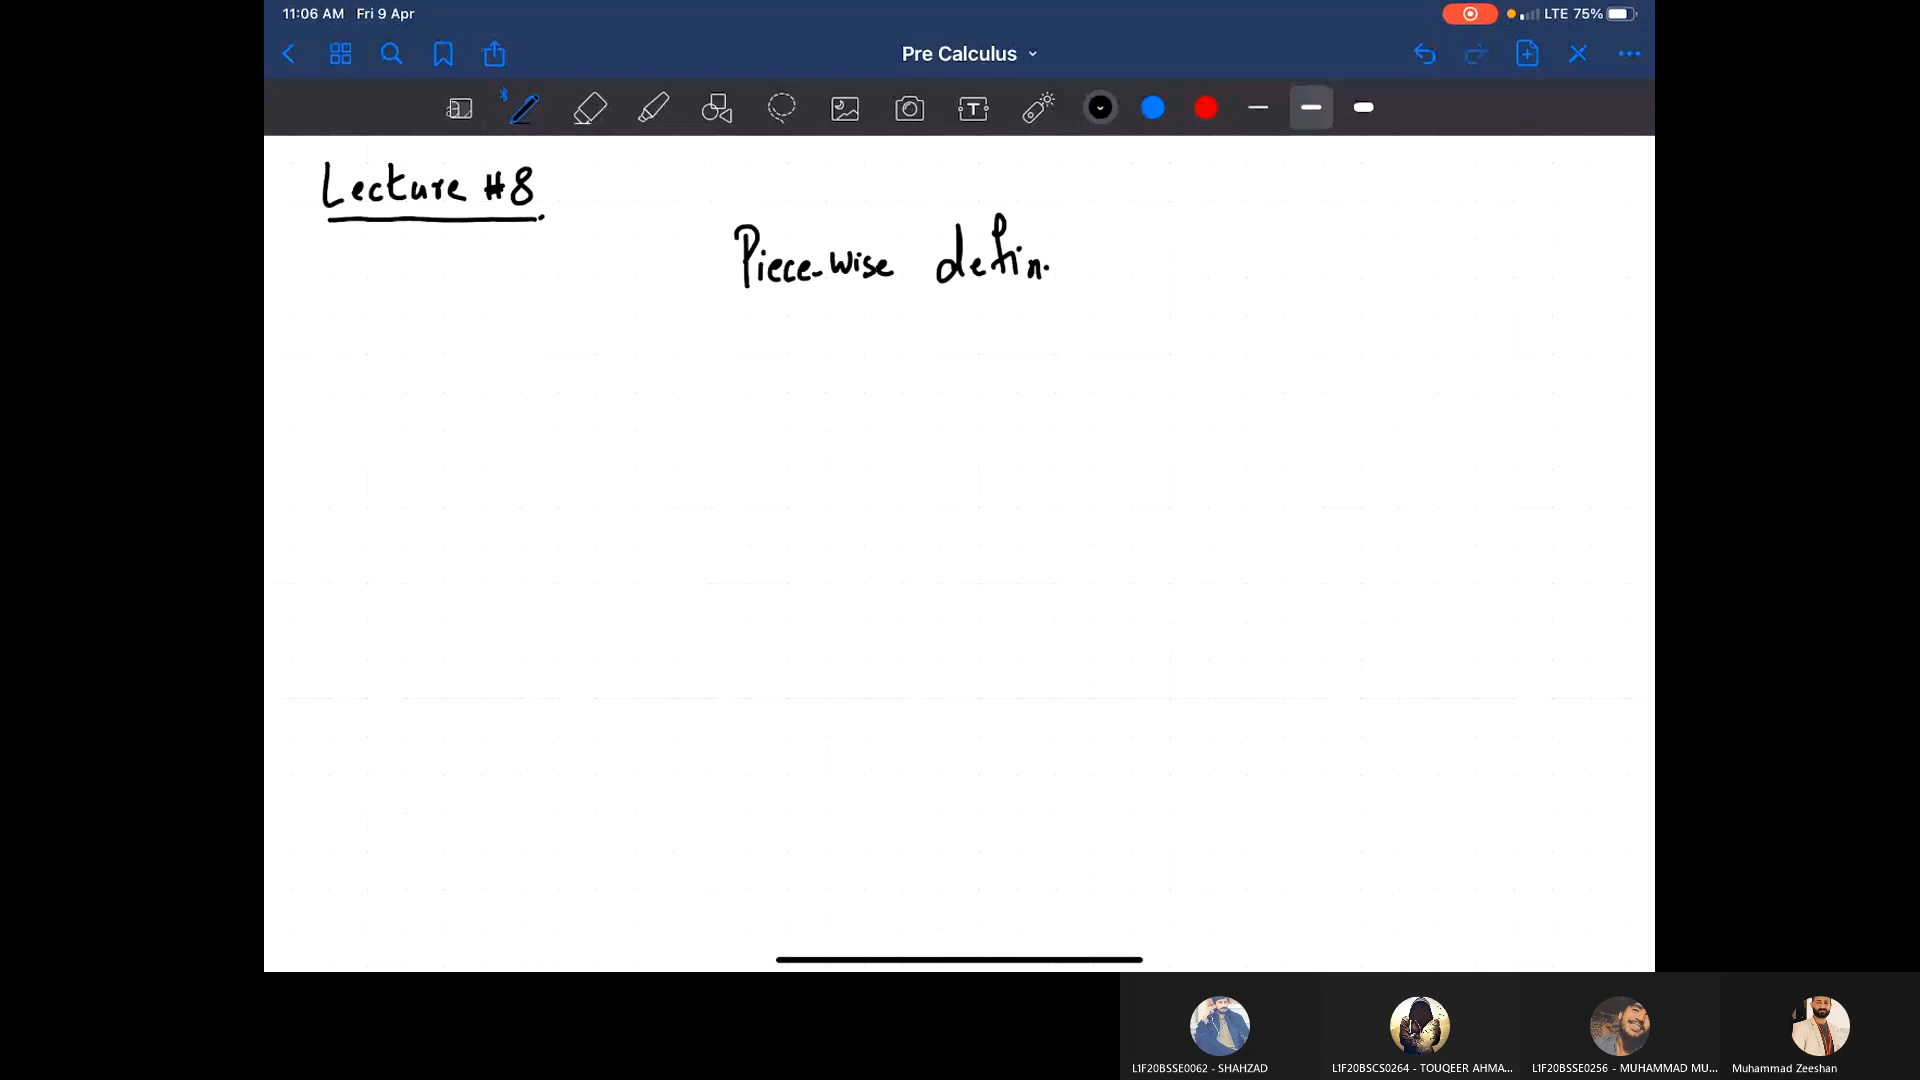 11:06 AM Fri 9 Apr
LTE 75%
Pre Calculus
T
Lecture #8
Piece-wise defin.
L1F20BSSE0062 - SHAHZAD
L1F20BSCS0264 - TOUQEER AHMA...
L1F20BSSE0256 - MUHAMMAD MU...
Muhammad Zeeshan